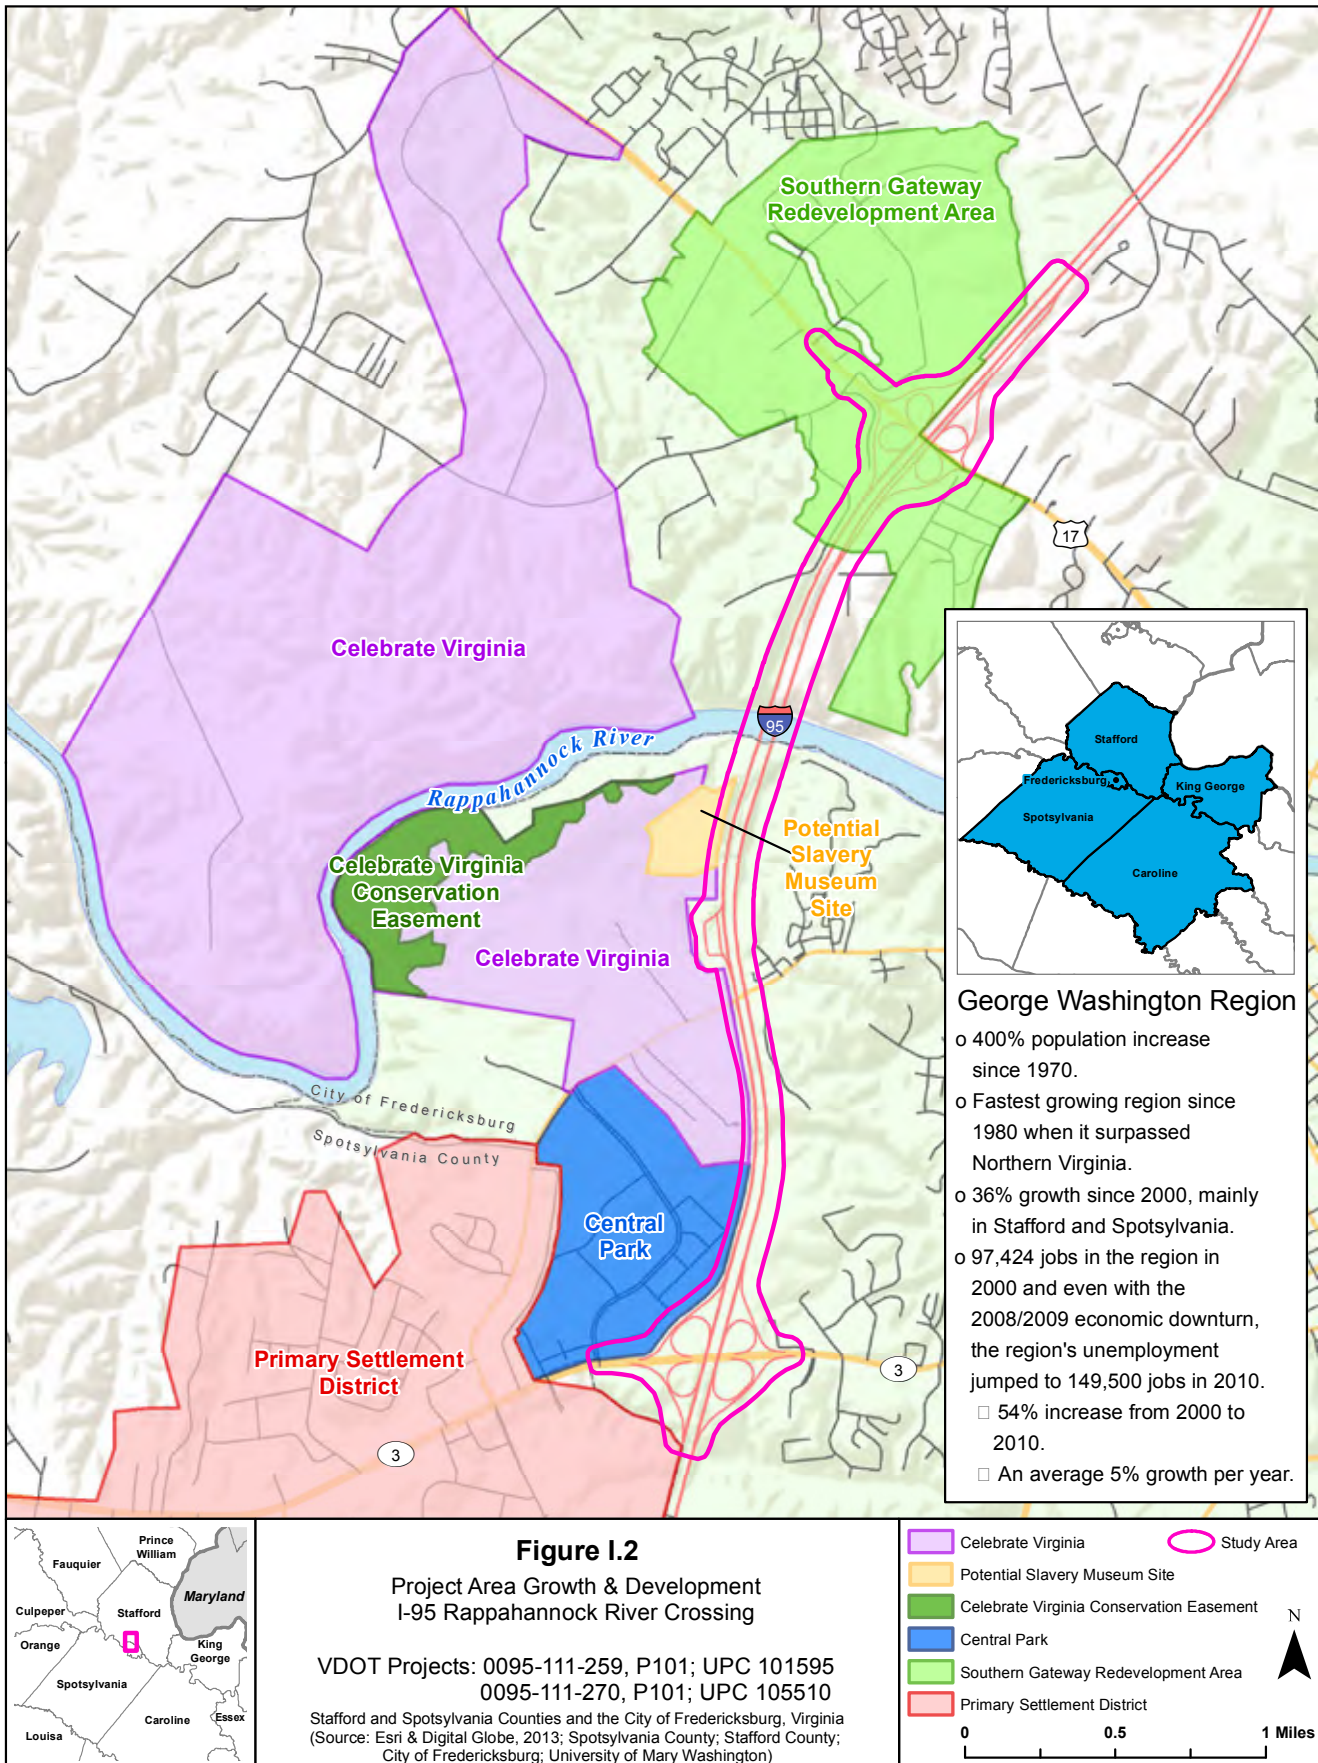 Southern Gateway
Redevelopment Area
17
Celebrate Virginia
95
Rappahannock River
Potential
Slavery
Museum
Site
Celebrate Virginia
Conservation
Easement
Celebrate Virginia
City of Fredericksburg
Spotsylvania County
Central
Park
Primary Settlement
District
3
3
Stafford
Fredericksburg
King George
Spotsylvania
Caroline
George Washington Region
o 400% population increase
since 1970.
o Fastest growing region since
1980 when it surpassed
Northern Virginia.
o 36% growth since 2000, mainly
in Stafford and Spotsylvania.
o 97,424 jobs in the region in
2000 and even with the
2008/2009 economic downturn,
the region's unemployment
jumped to 149,500 jobs in 2010.
□ 54% increase from 2000 to
2010.
□ An average 5% growth per year.
Prince
William
Fauquier
Maryland
Culpeper
Stafford
Orange
King
George
Spotsylvania
Caroline
Essex
Louisa
Figure I.2
Project Area Growth & Development
I-95 Rappahannock River Crossing
VDOT Projects: 0095-111-259, P101; UPC 101595
0095-111-270, P101; UPC 105510
Stafford and Spotsylvania Counties and the City of Fredericksburg, Virginia
(Source: Esri & Digital Globe, 2013; Spotsylvania County; Stafford County;
City of Fredericksburg; University of Mary Washington)
Celebrate Virginia
Study Area
Potential Slavery Museum Site
Celebrate Virginia Conservation Easement
Central Park
Southern Gateway Redevelopment Area
Primary Settlement District
N
0 0.5 1 Miles